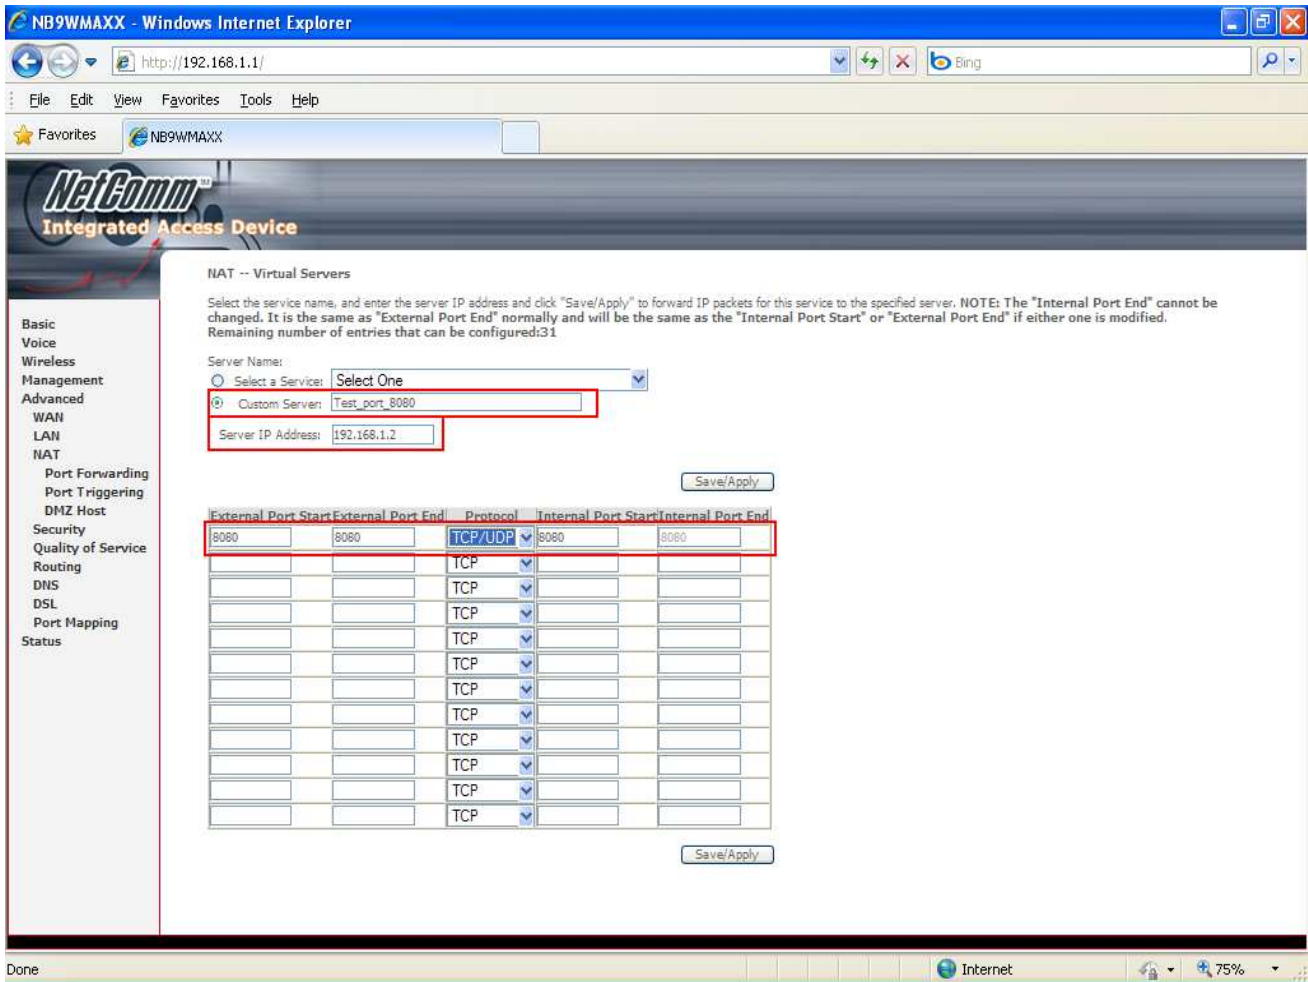 NB9WMAXX - Windows Internet Explorer
http://192.168.1.1/
Bing
File Edit View Favorites Tools Help
Favorites
NB9WMAXX
NetComm™
Integrated Access Device
Basic
Voice
Wireless
Management
Advanced
WAN
LAN
NAT
Port Forwarding
Port Triggering
DMZ Host
Security
Quality of Service
Routing
DNS
DSL
Port Mapping
Status
NAT -- Virtual Servers
Select the service name, and enter the server IP address and click "Save/Apply" to forward IP packets for this service to the specified server. NOTE: The "Internal Port End" cannot be
changed. It is the same as "External Port End" normally and will be the same as the "Internal Port Start" or "External Port End" if either one is modified.
Remaining number of entries that can be configured:31
Server Name:
Select a Service: Select One
Custom Server: Test_port_8080
Server IP Address: 192.168.1.2
Save/Apply
External Port Start External Port End Protocol Internal Port Start Internal Port End
8080 8080 TCP/UDP 8080 8080
TCP
TCP
TCP
TCP
TCP
TCP
TCP
TCP
TCP
TCP
TCP
Save/Apply
Done
Internet
75%